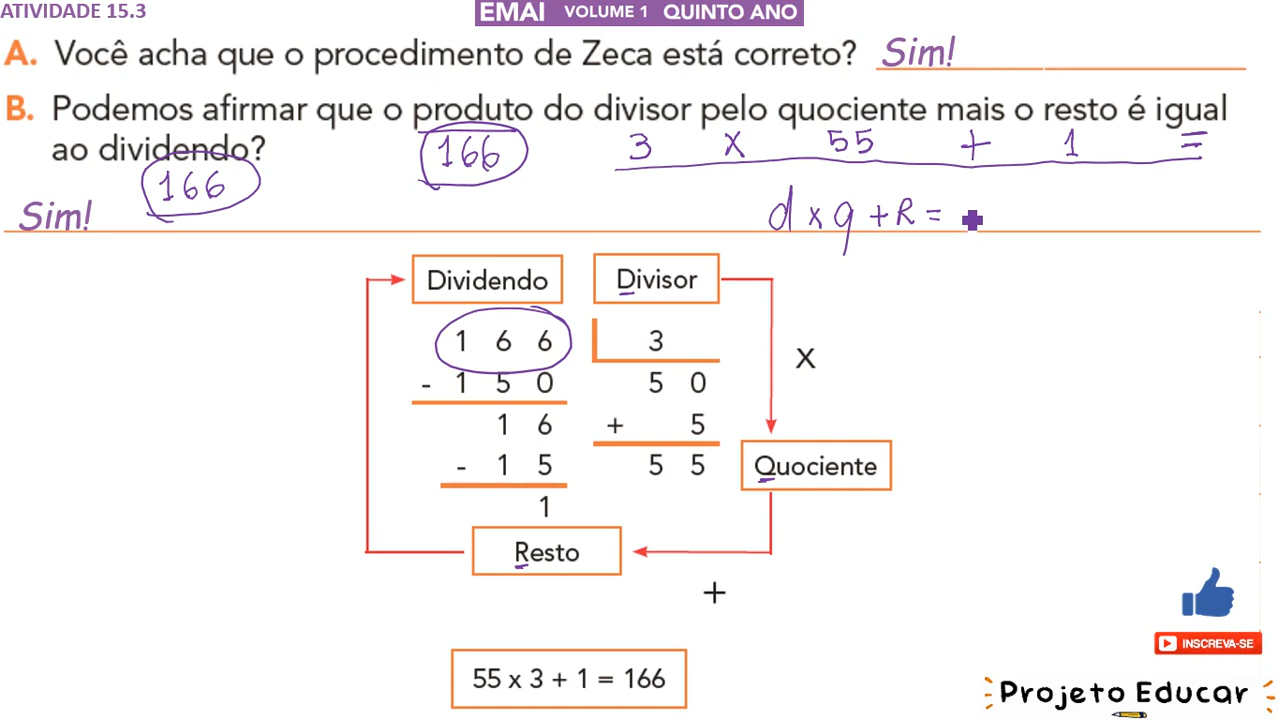 ATIVIDADE 15.3
EMAI VOLUME 1 QUINTO ANO
A. Você acha que o procedimento de Zeca está correto? Sim!
B. Podemos afirmar que o produto do divisor pelo quociente mais o resto é igual
ao dividendo? 166 3 x 55 + 1 =
166
Sim! d x q + R =
Dividendo Divisor
1 6 6 3
- 1 5 0 5 0
X
1 6 + 5
- 1 5 5 5
Quociente
1
Resto
+
55 x 3 + 1 = 166
INSCREVA-SE
Projeto Educar